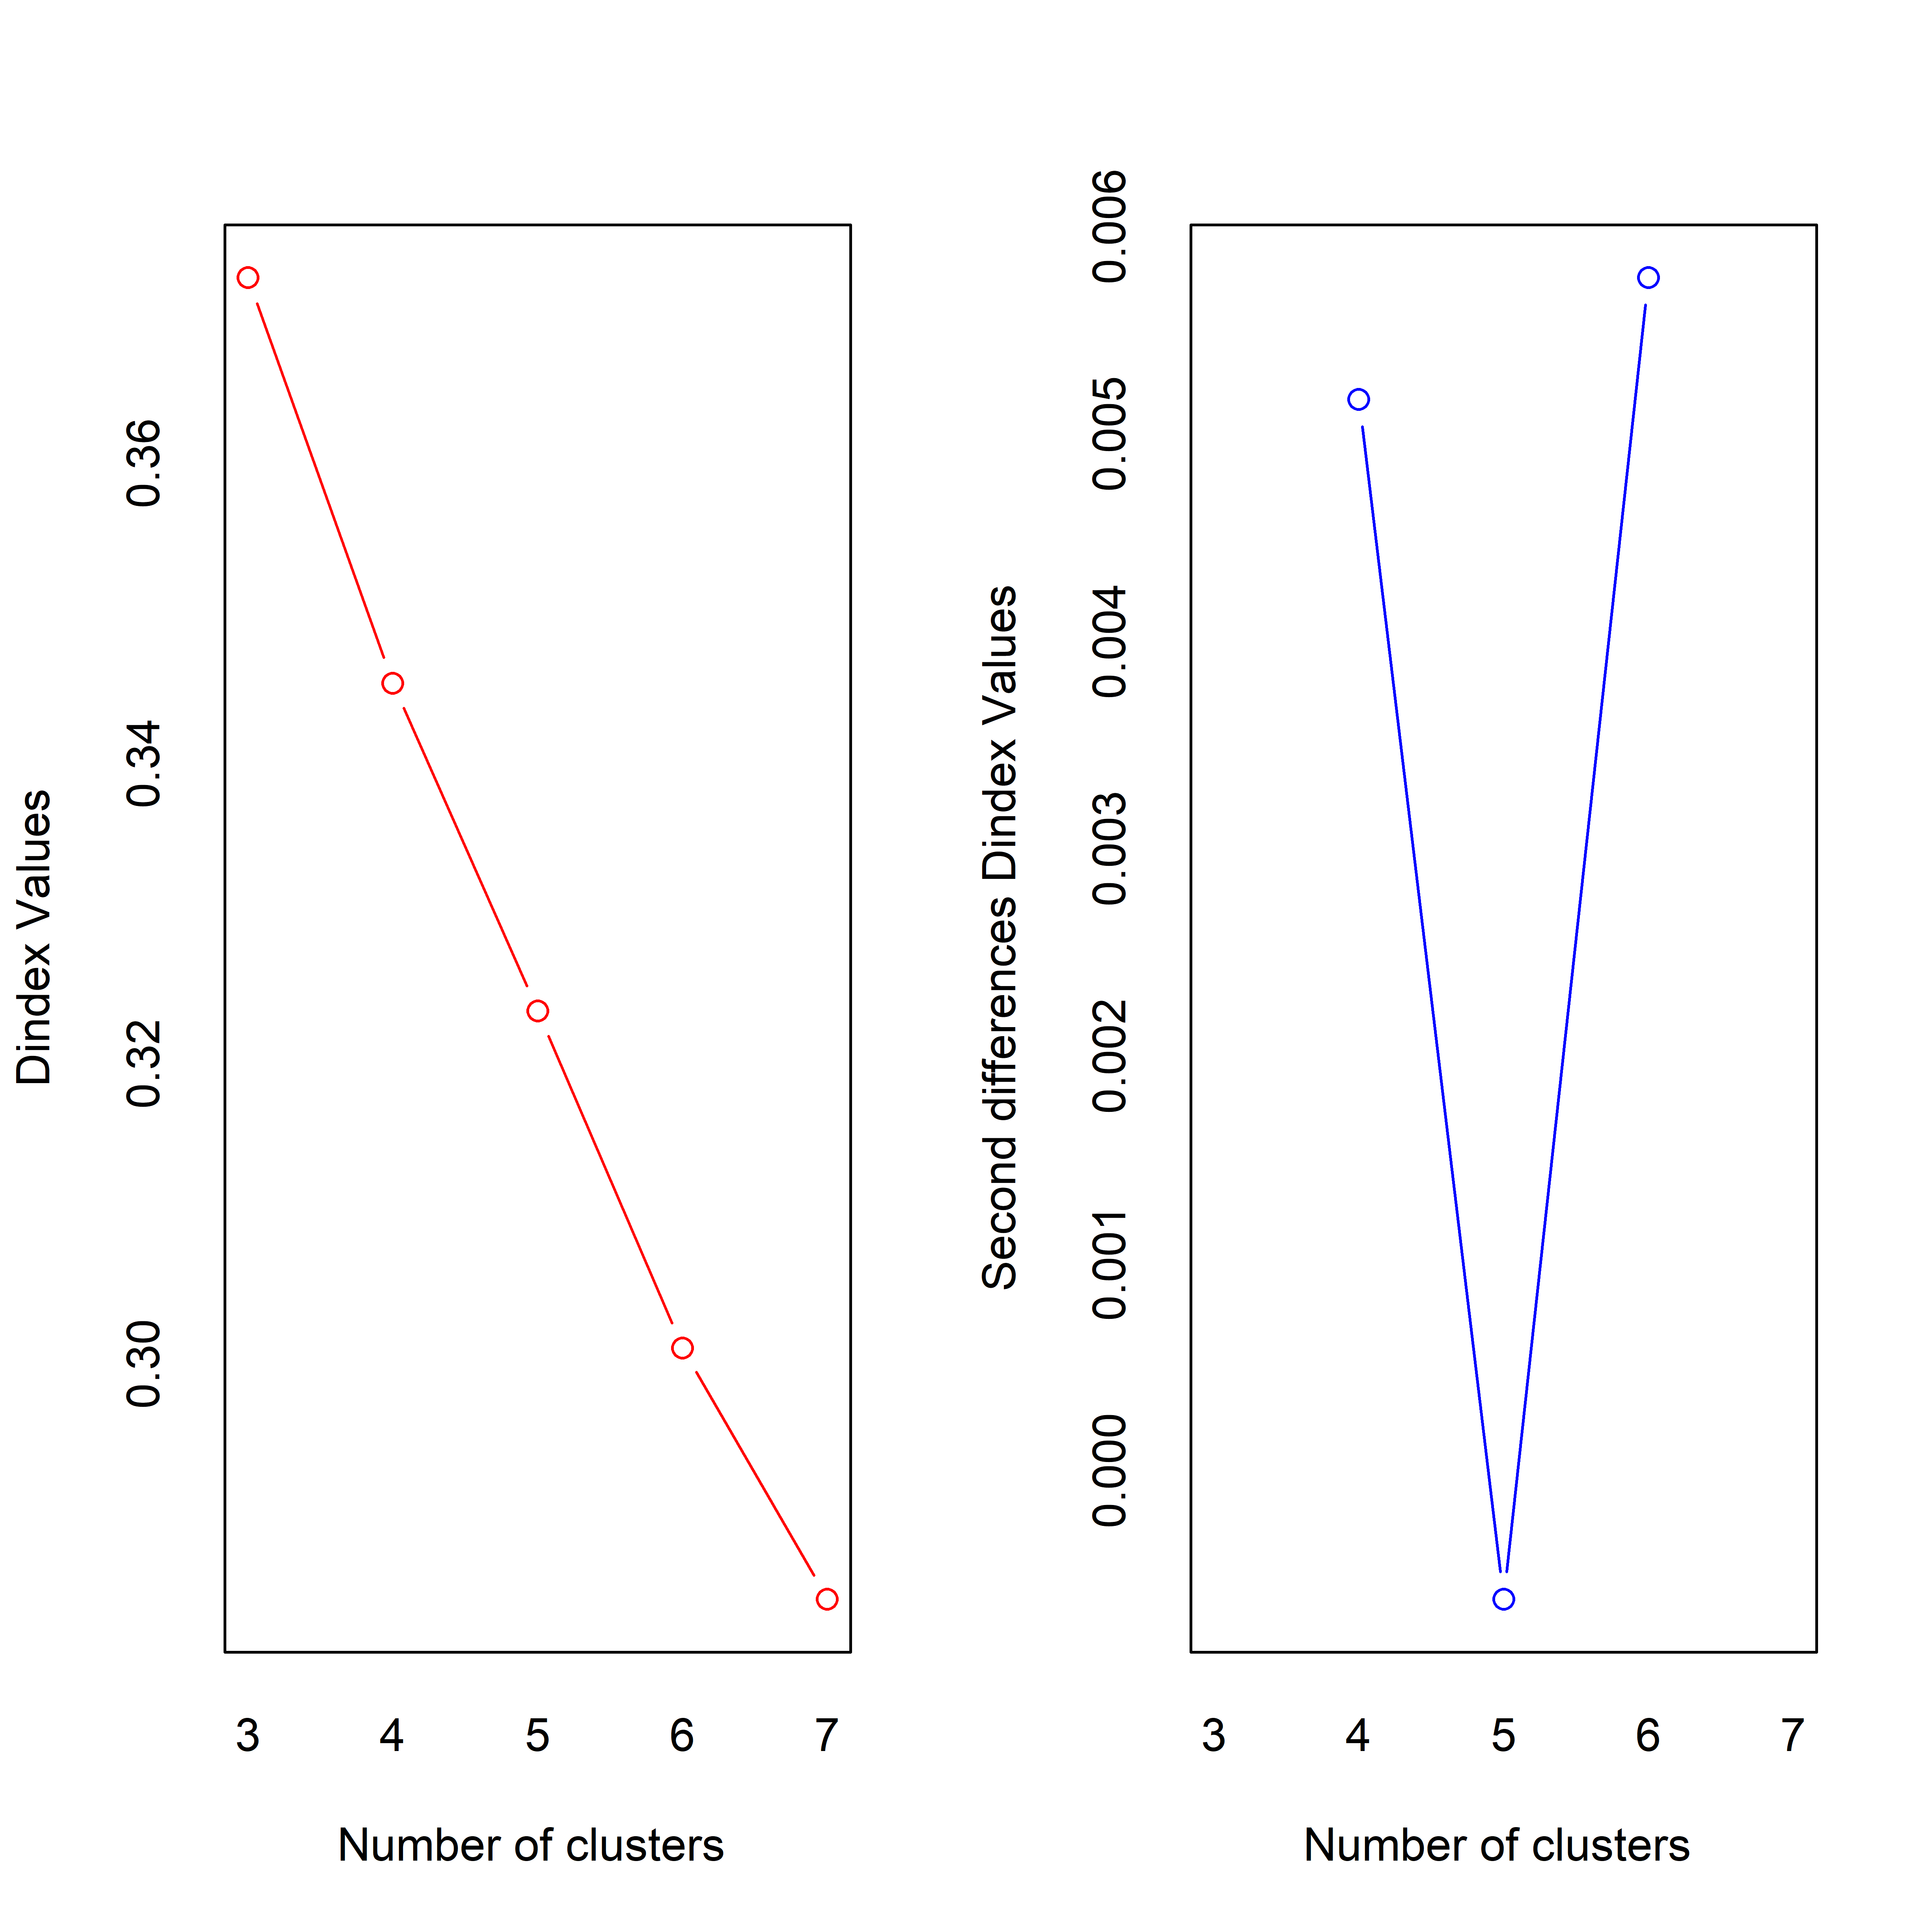 Dindex Values
0.36
0.34
0.32
0.30
3 4 5 6 7
Number of clusters
Second differences Dindex Values
0.006
0.005
0.004
0.003
0.002
0.001
0.000
3 4 5 6 7
Number of clusters